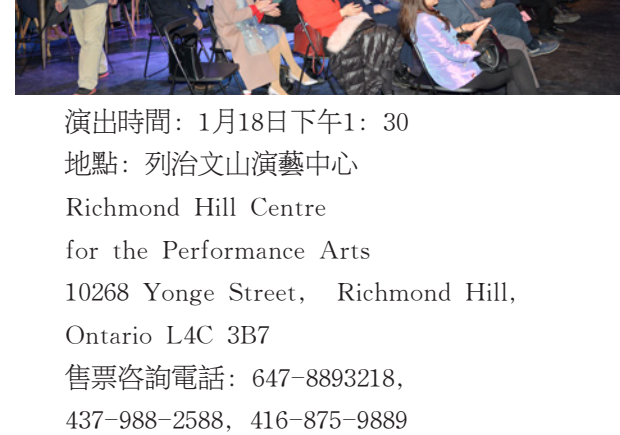 演出時間：1月18日下午1：30
地點：列治文山演藝中心
Richmond Hill Centre
for the Performance Arts
10268 Yonge Street， Richmond Hill,
Ontario L4C 3B7
售票咨詢電話：647-8893218，
437-988-2588，416-875-9889